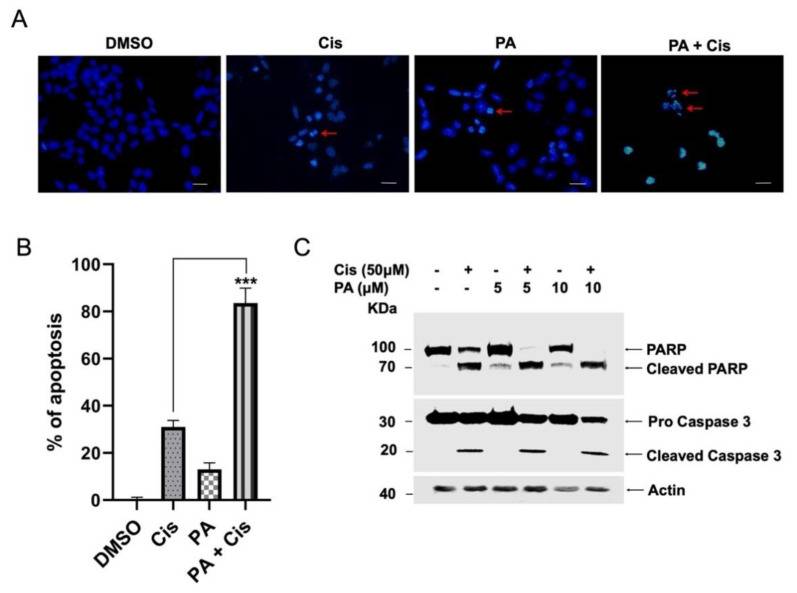 A
DMSO
Cis
PA
PA + Cis
B
% of apoptosis
100
80
60
40
20
0
***
DMSO
Cis
PA
PA + Cis
C
Cis (50µM) - + - + - +
PA (µM) - - 5 5 10 10
KDa
100
PARP
70
Cleaved PARP
30
Pro Caspase 3
20
Cleaved Caspase 3
40
Actin